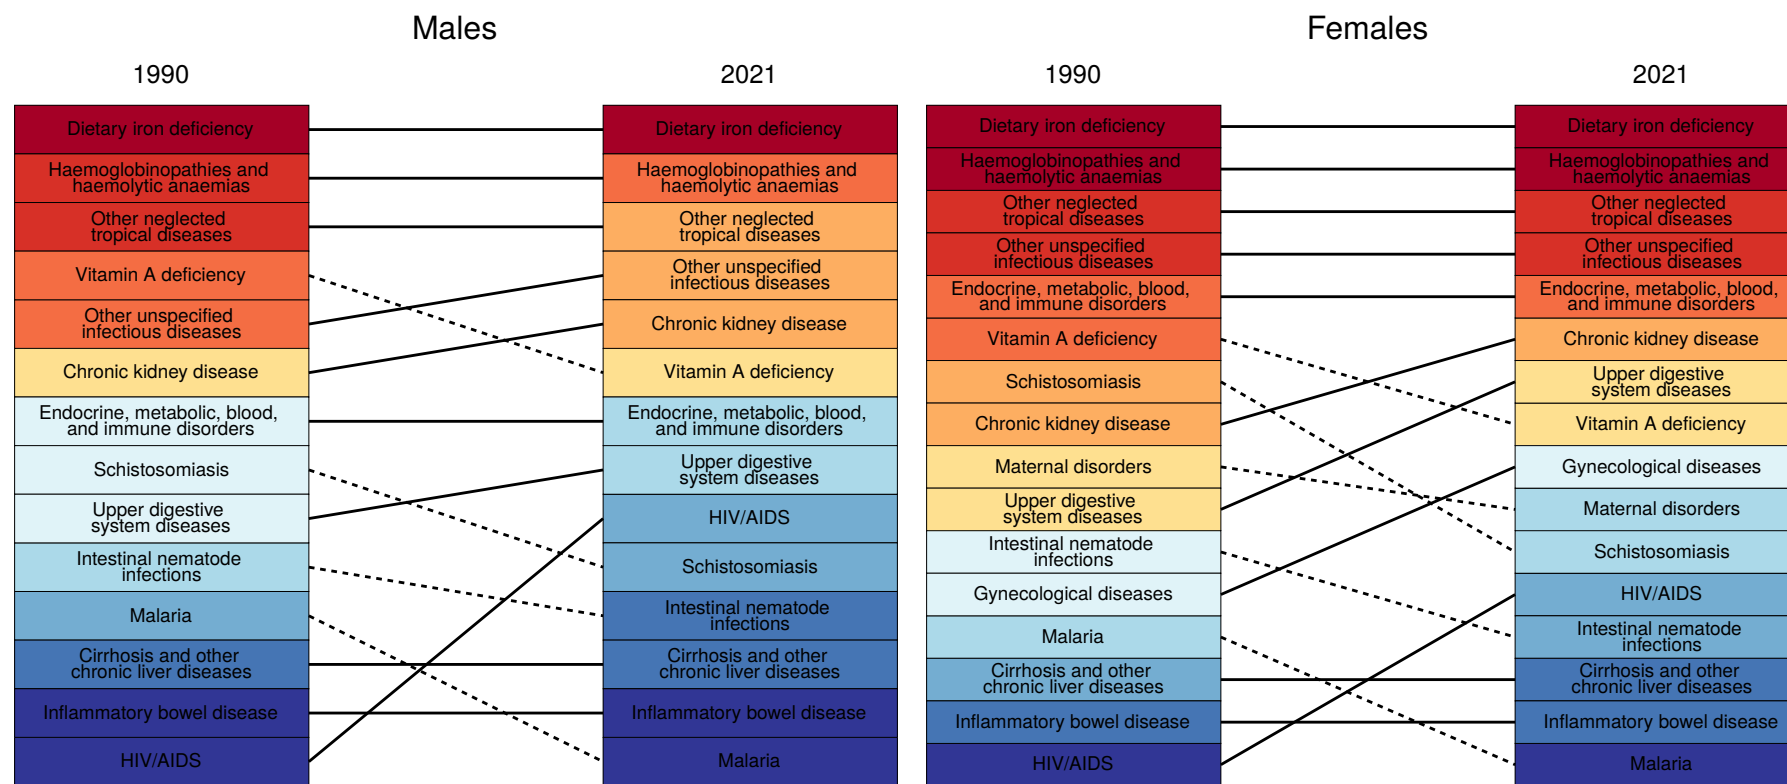 Males
1990
2021
Dietary iron deficiency
Haemoglobinopathies and
haemolytic anaemias
Other neglected
tropical diseases
Vitamin A deficiency
Other unspecified
infectious diseases
Chronic kidney disease
Endocrine, metabolic, blood,
and immune disorders
Schistosomiasis
Upper digestive
system diseases
Intestinal nematode
infections
Malaria
Cirrhosis and other
chronic liver diseases
Inflammatory bowel disease
HIV/AIDS
Dietary iron deficiency
Haemoglobinopathies and
haemolytic anaemias
Other neglected
tropical diseases
Other unspecified
infectious diseases
Chronic kidney disease
Vitamin A deficiency
Endocrine, metabolic, blood,
and immune disorders
Upper digestive
system diseases
HIV/AIDS
Schistosomiasis
Intestinal nematode
infections
Cirrhosis and other
chronic liver diseases
Inflammatory bowel disease
Malaria
Females
1990
2021
Dietary iron deficiency
Haemoglobinopathies and
haemolytic anaemias
Other neglected
tropical diseases
Other unspecified
infectious diseases
Endocrine, metabolic, blood,
and immune disorders
Vitamin A deficiency
Schistosomiasis
Chronic kidney disease
Maternal disorders
Upper digestive
system diseases
Intestinal nematode
infections
Gynecological diseases
Malaria
Cirrhosis and other
chronic liver diseases
Inflammatory bowel disease
HIV/AIDS
Dietary iron deficiency
Haemoglobinopathies and
haemolytic anaemias
Other neglected
tropical diseases
Other unspecified
infectious diseases
Endocrine, metabolic, blood,
and immune disorders
Chronic kidney disease
Upper digestive
system diseases
Vitamin A deficiency
Gynecological diseases
Maternal disorders
Schistosomiasis
HIV/AIDS
Intestinal nematode
infections
Cirrhosis and other
chronic liver diseases
Inflammatory bowel disease
Malaria